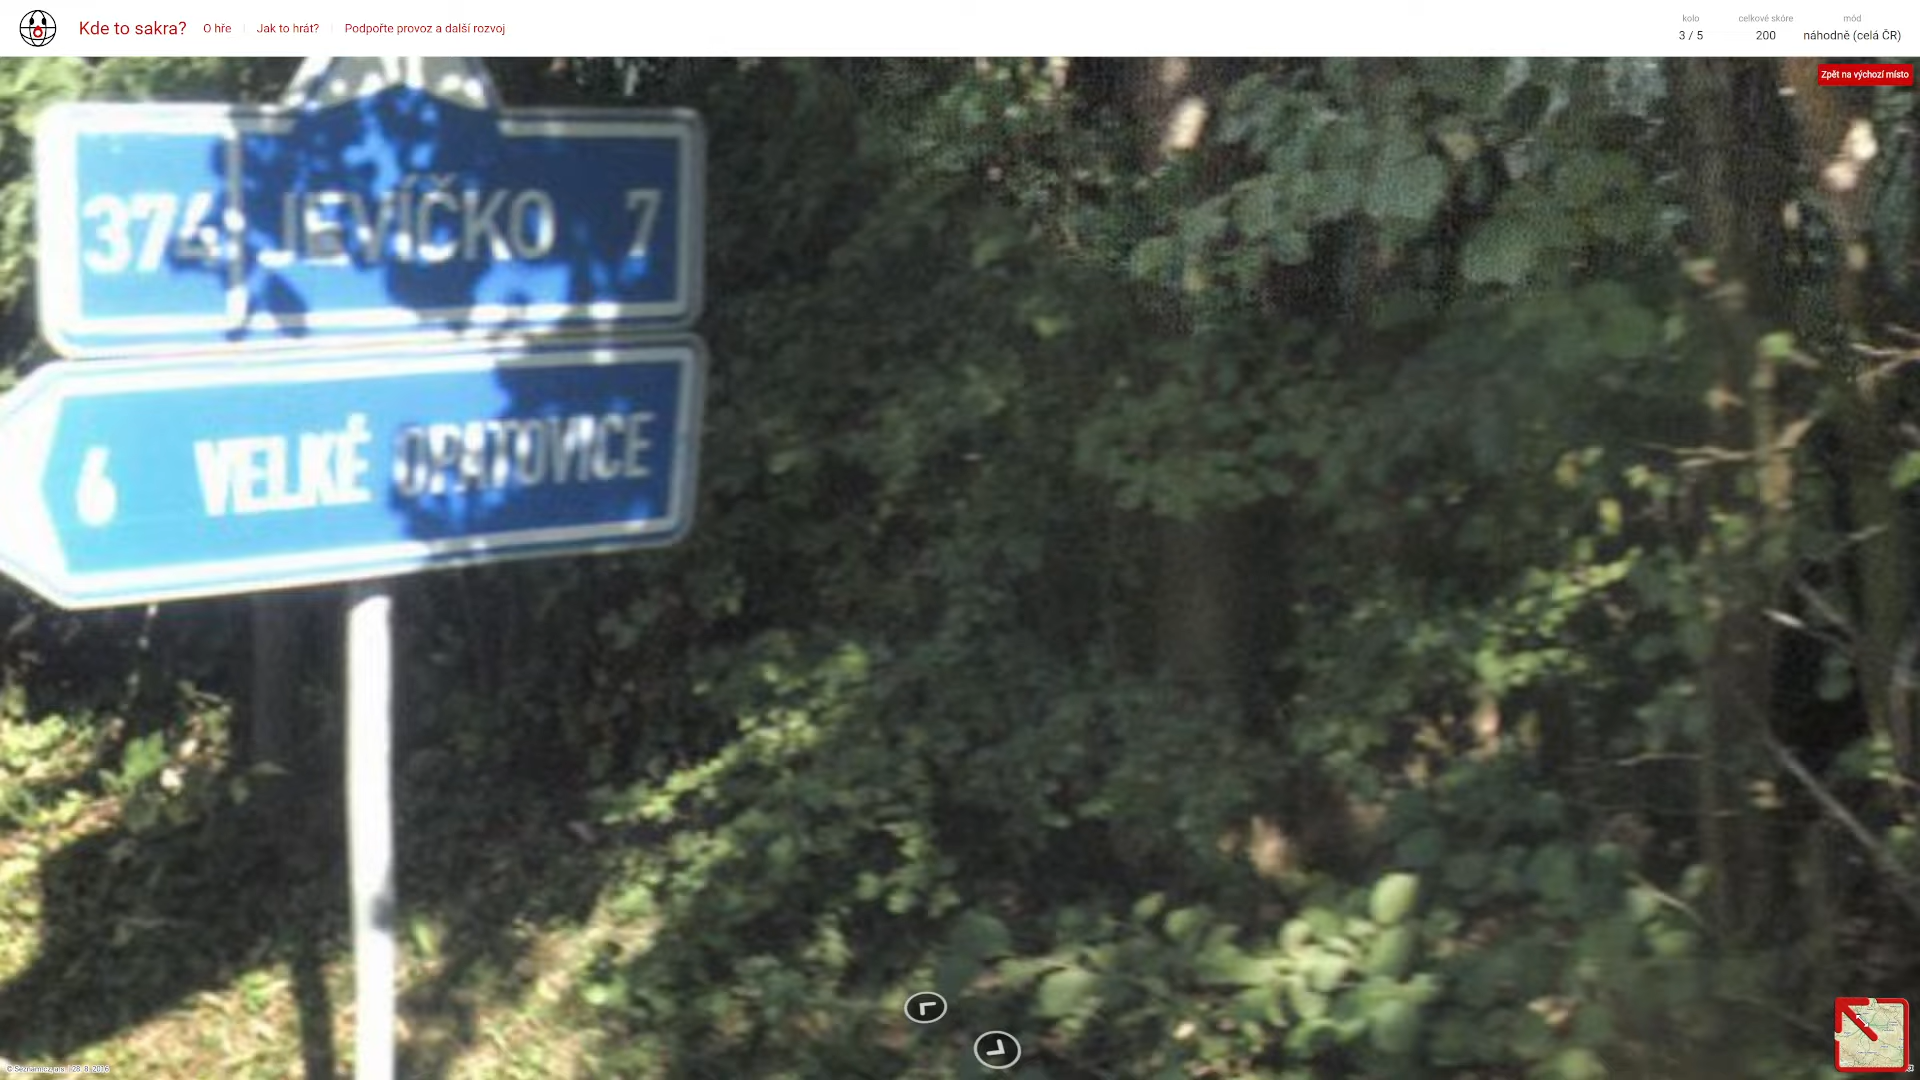 Kde to sakra?
O hře
Jak to hrát?
Podpořte provoz a další rozvoj
kolo
3 / 5
celkové skóre
200
mód
náhodně (celá ČR)
Zpět na výchozí místo
374 JEVÍČKO 7
6 VELKÉ OPATOVICE